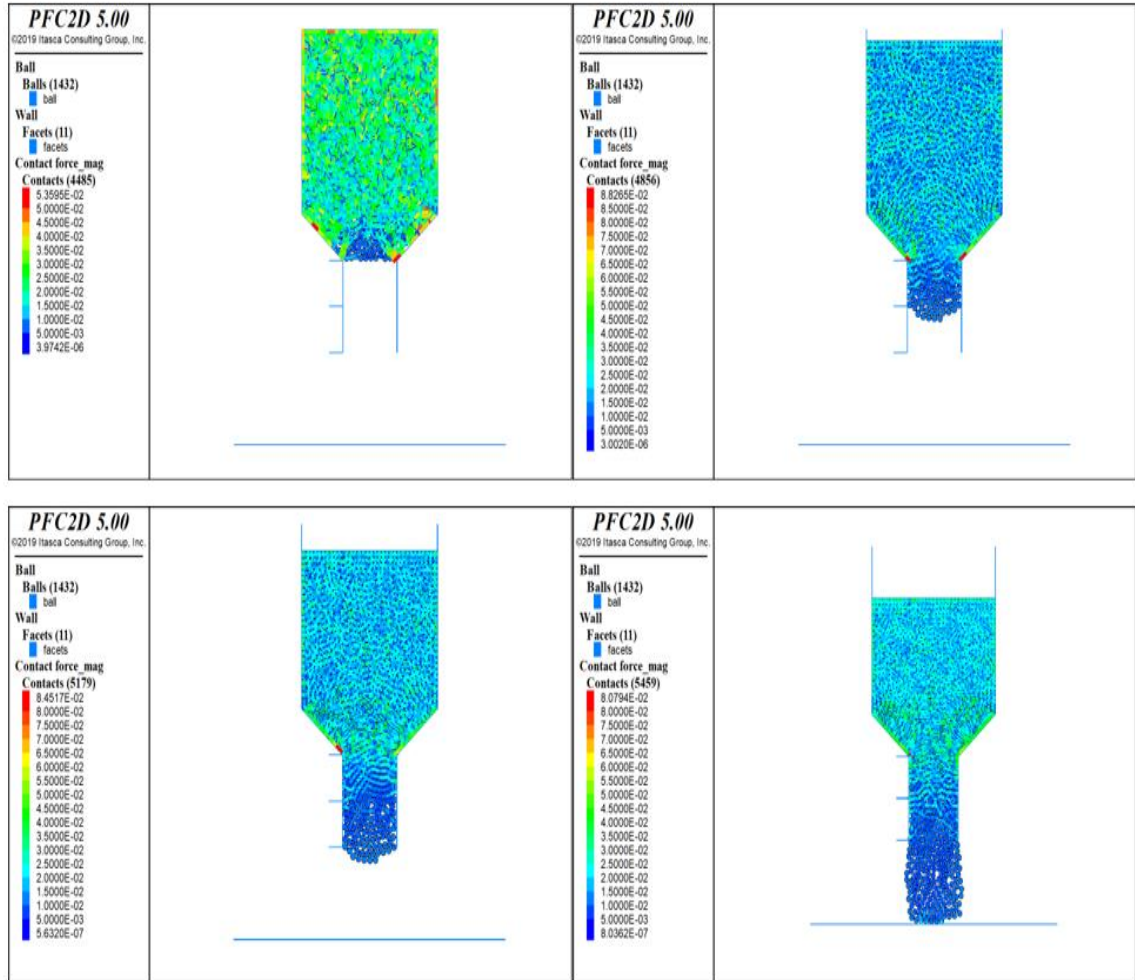 PFC2D 5.00
©2019 Itasca Consulting Group, Inc.
Ball
Balls (1432)
ball
Wall
Facets (11)
facets
Contact force_mag
Contacts (4485)
5.3595E-02
5.0000E-02
4.5000E-02
4.0000E-02
3.5000E-02
3.0000E-02
2.5000E-02
2.0000E-02
1.5000E-02
1.0000E-02
5.0000E-03
3.9742E-06
PFC2D 5.00
©2019 Itasca Consulting Group, Inc.
Ball
Balls (1432)
ball
Wall
Facets (11)
facets
Contact force_mag
Contacts (4856)
8.8265E-02
8.5000E-02
8.0000E-02
7.5000E-02
7.0000E-02
6.5000E-02
6.0000E-02
5.5000E-02
5.0000E-02
4.5000E-02
4.0000E-02
3.5000E-02
3.0000E-02
2.5000E-02
2.0000E-02
1.5000E-02
1.0000E-02
5.0000E-03
3.0020E-06
PFC2D 5.00
©2019 Itasca Consulting Group, Inc.
Ball
Balls (1432)
ball
Wall
Facets (11)
facets
Contact force_mag
Contacts (5179)
8.4517E-02
8.0000E-02
7.5000E-02
7.0000E-02
6.5000E-02
6.0000E-02
5.5000E-02
5.0000E-02
4.5000E-02
4.0000E-02
3.5000E-02
3.0000E-02
2.5000E-02
2.0000E-02
1.5000E-02
1.0000E-02
5.0000E-03
5.6320E-07
PFC2D 5.00
©2019 Itasca Consulting Group, Inc.
Ball
Balls (1432)
ball
Wall
Facets (11)
facets
Contact force_mag
Contacts (5459)
8.0794E-02
8.0000E-02
7.5000E-02
7.0000E-02
6.5000E-02
6.0000E-02
5.5000E-02
5.0000E-02
4.5000E-02
4.0000E-02
3.5000E-02
3.0000E-02
2.5000E-02
2.0000E-02
1.5000E-02
1.0000E-02
5.0000E-03
8.0362E-07